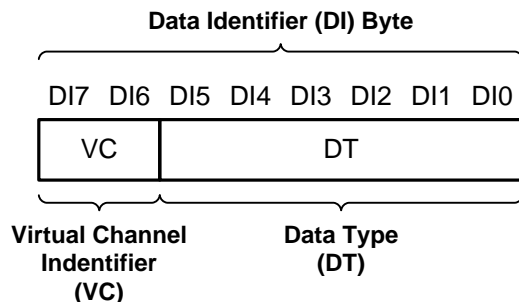 Data Identifier (DI) Byte
DI7 DI6 DI5 DI4 DI3 DI2 DI1 DI0
VC DT
Virtual Channel
Indentifier
(VC)
Data Type
(DT)